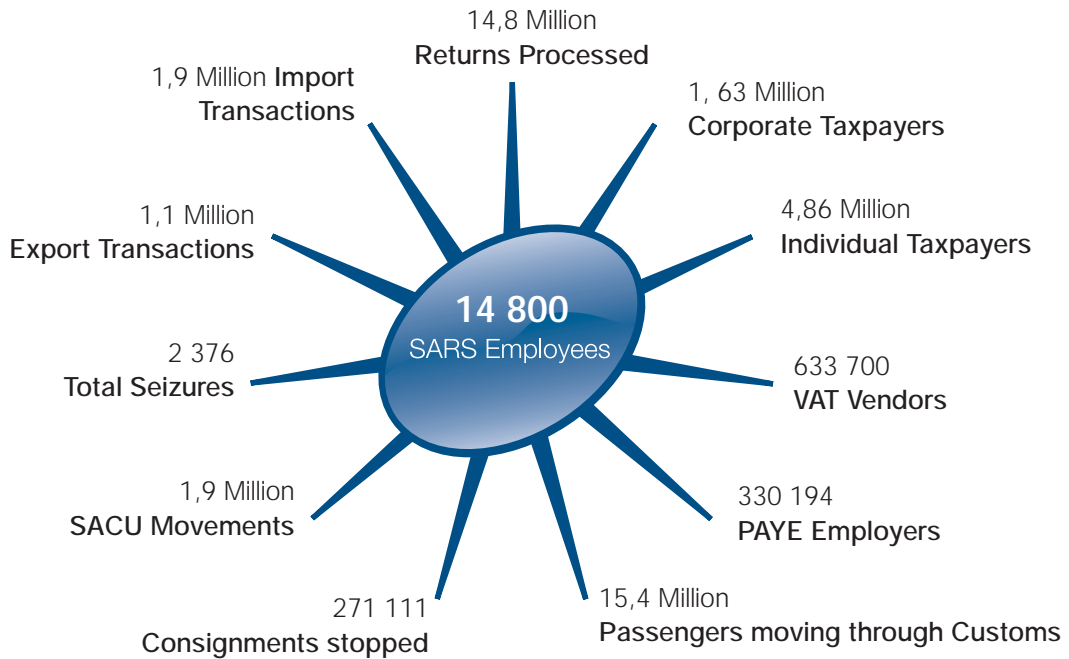 14,8 Million
Returns Processed
1, 63 Million
Corporate Taxpayers
4,86 Million
Individual Taxpayers
633 700
VAT Vendors
330 194
PAYE Employers
15,4 Million
Passengers moving through Customs
271 111
Consignments stopped
1,9 Million
SACU Movements
2 376
Total Seizures
1,1 Million
Export Transactions
1,9 Million Import
Transactions
14 800
SARS Employees